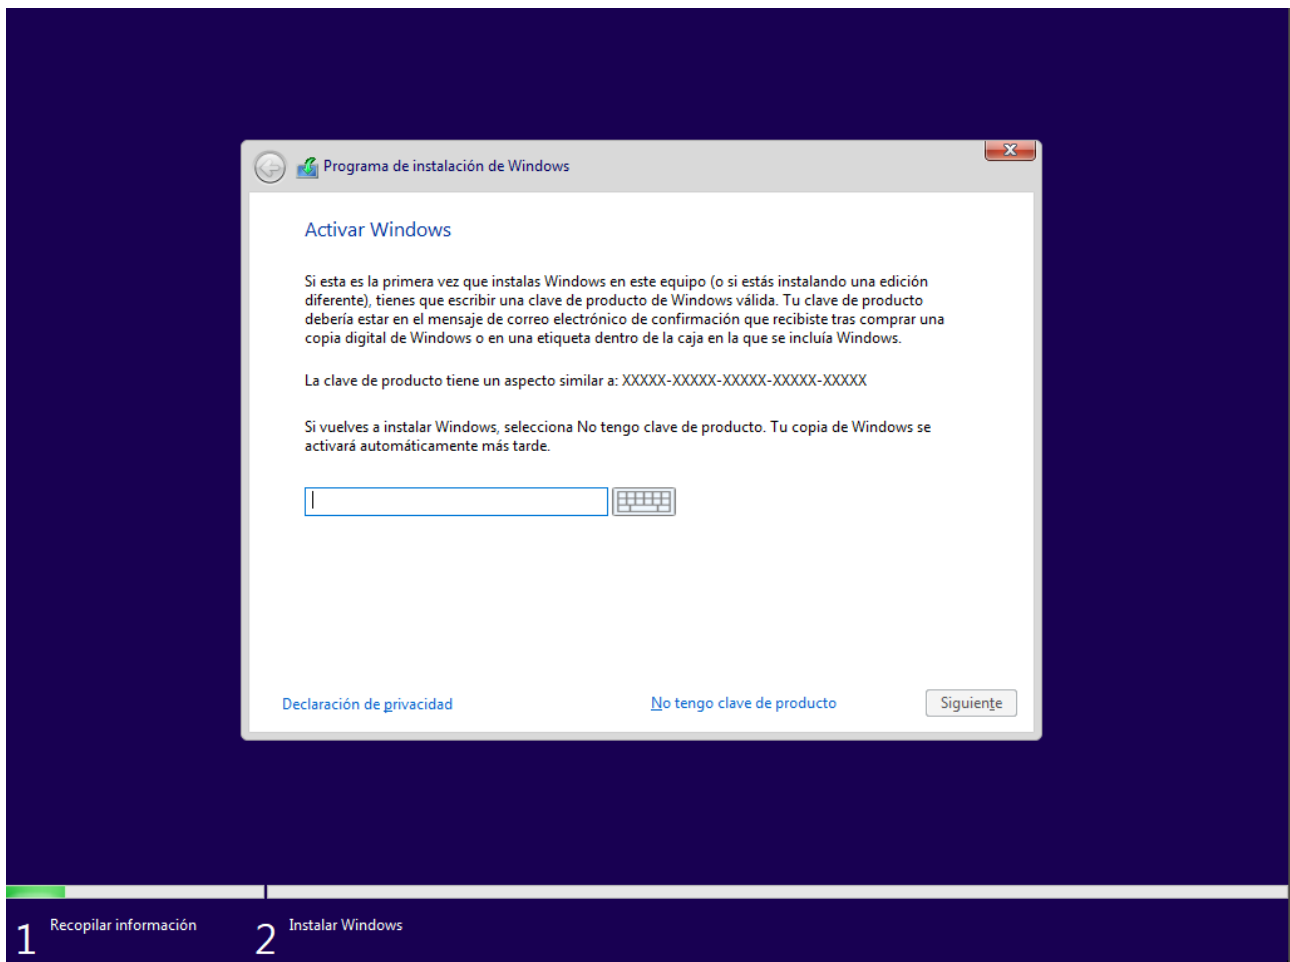 Programa de instalación de Windows
Activar Windows
Si esta es la primera vez que instalas Windows en este equipo (o si estás instalando una edición
diferente), tienes que escribir una clave de producto de Windows válida. Tu clave de producto
debería estar en el mensaje de correo electrónico de confirmación que recibiste tras comprar una
copia digital de Windows o en una etiqueta dentro de la caja en la que se incluía Windows.
La clave de producto tiene un aspecto similar a: XXXXX-XXXXX-XXXXX-XXXXX-XXXXX
Si vuelves a instalar Windows, selecciona No tengo clave de producto. Tu copia de Windows se
activará automáticamente más tarde.
Declaración de privacidad
No tengo clave de producto
Siguiente
1 Recopilar información
2 Instalar Windows